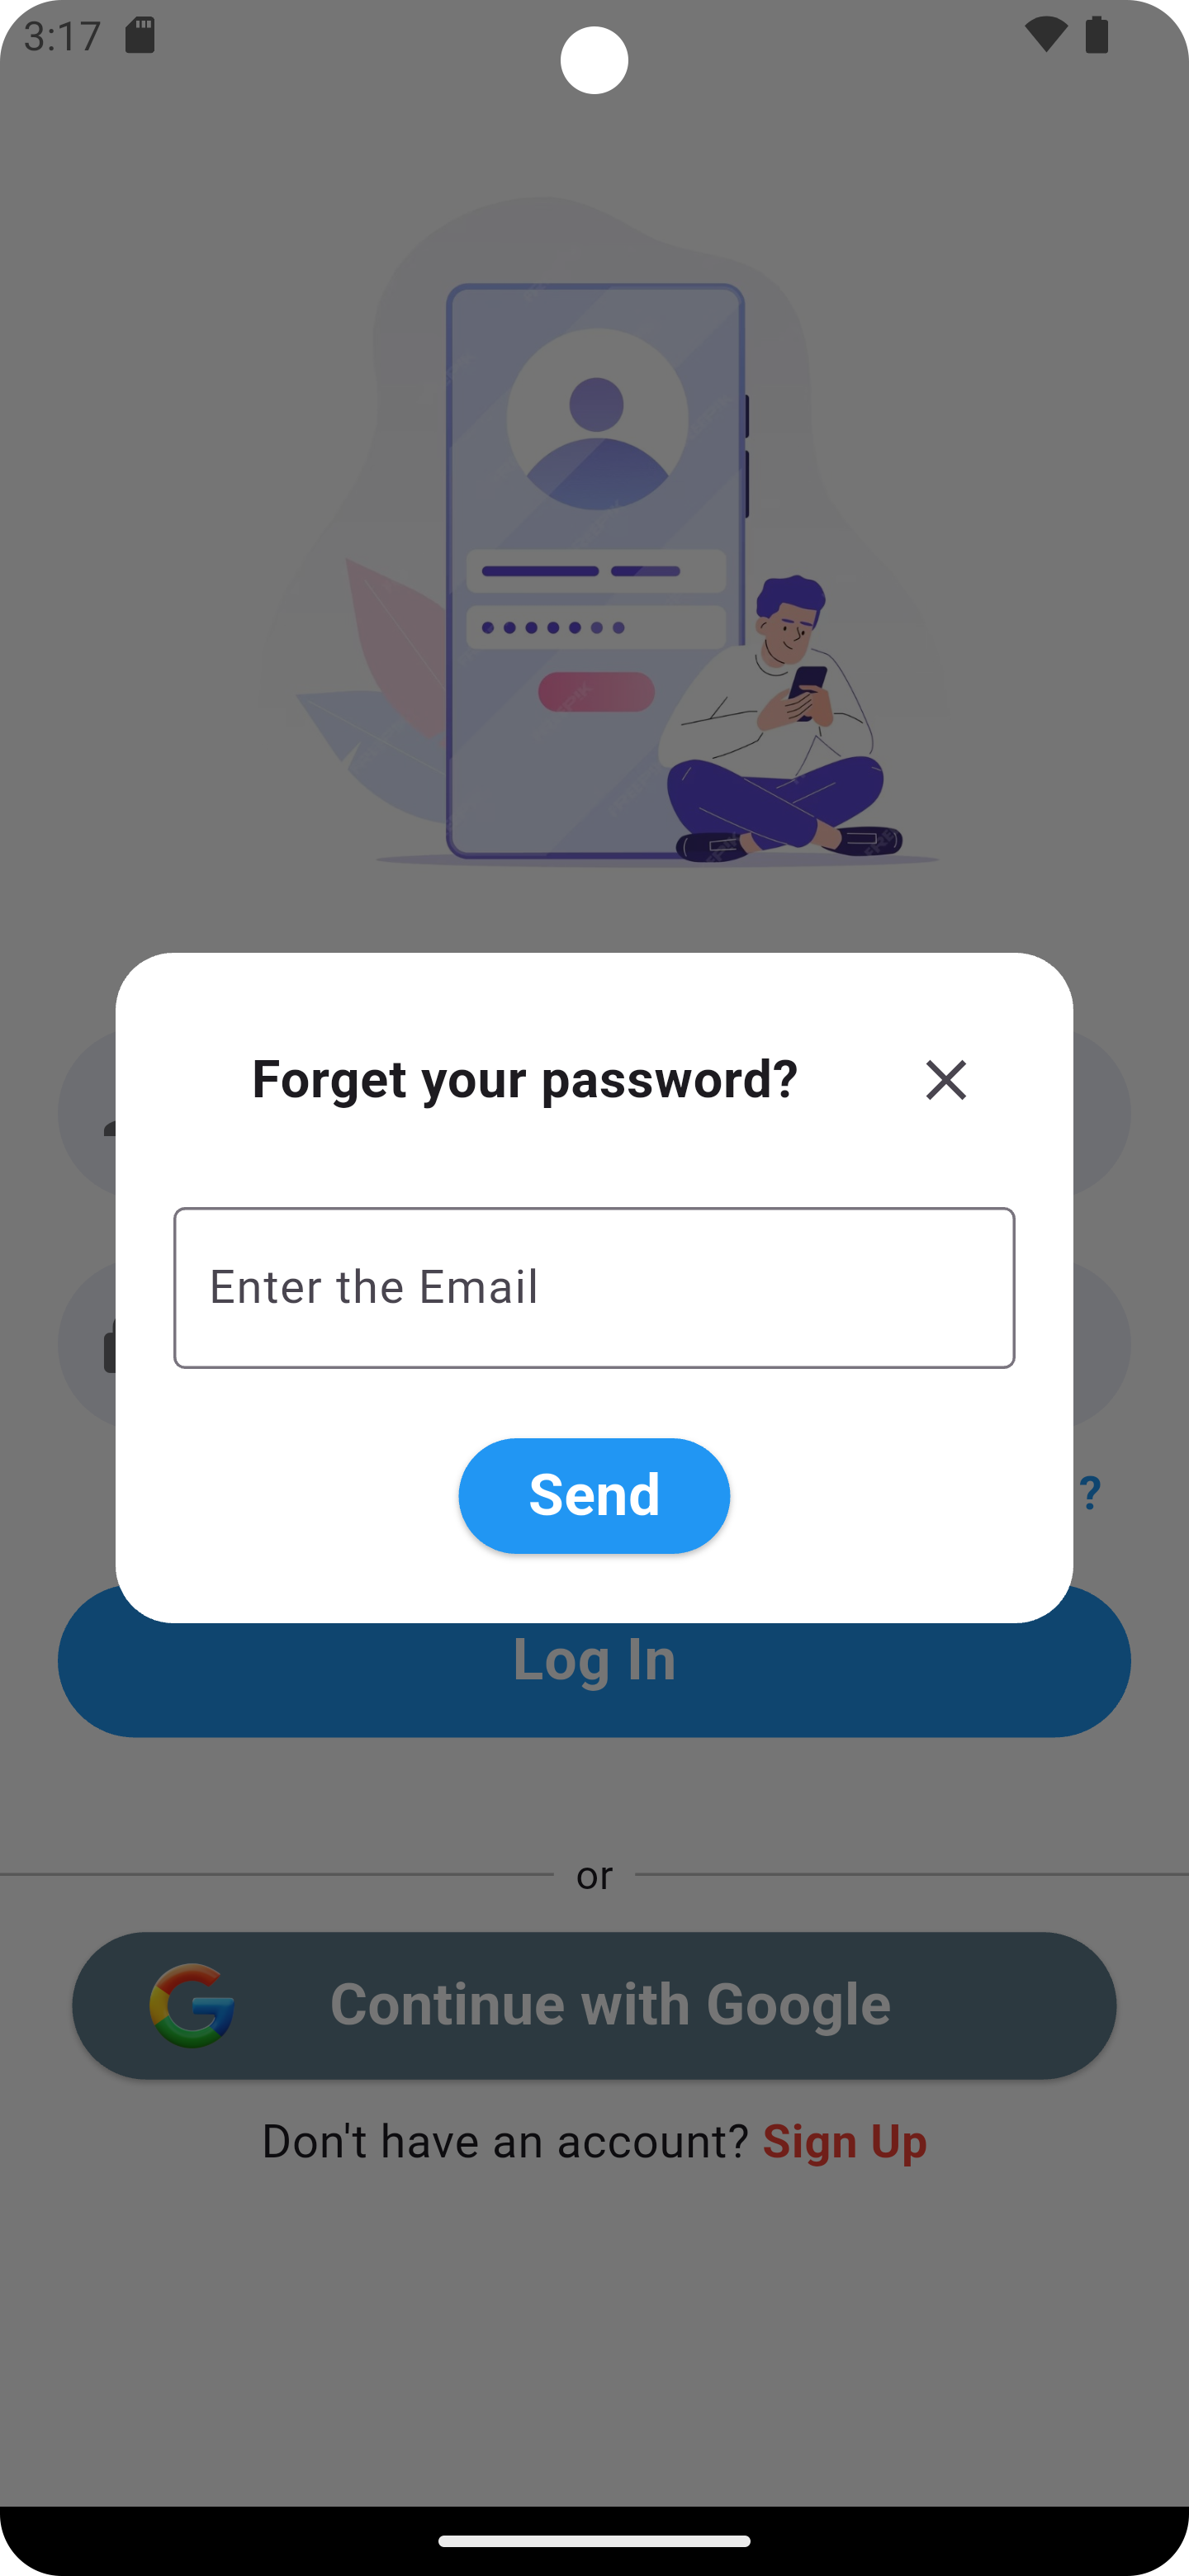 3:17
Forget your password?
Enter the Email
Send
?
Log In
or
Continue with Google
Don't have an account? Sign Up